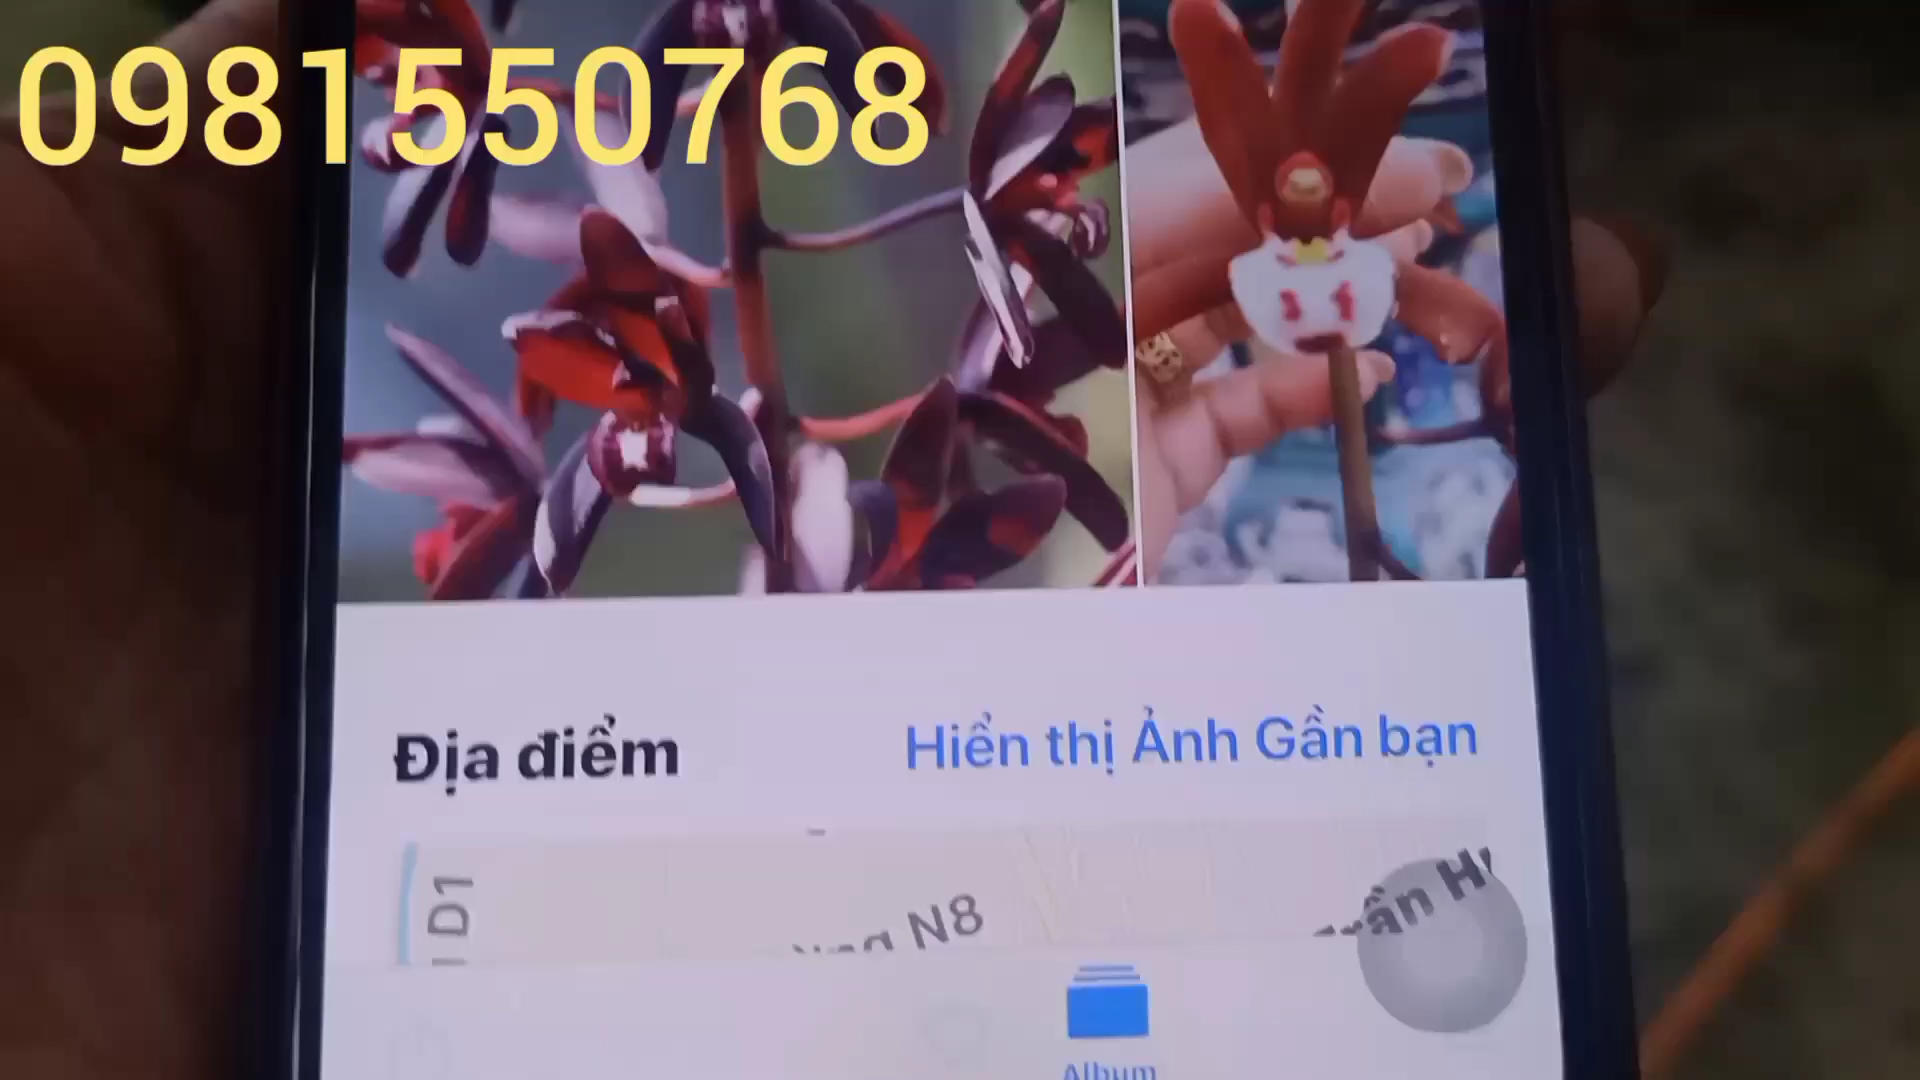 0981550768
Địa điểm
Hiển thị Ảnh Gần bạn
D1
N8
Album